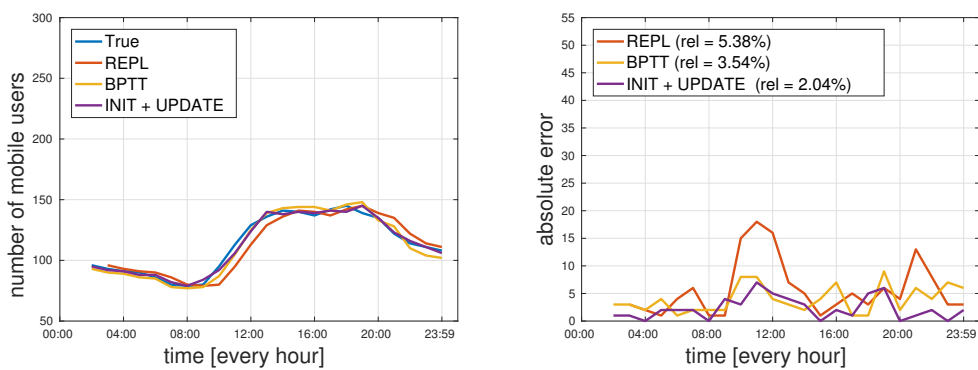 300
250
200
150
100
50
number of mobile users
True
REPL
BPTT
INIT + UPDATE
00:00 04:00 08:00 12:00 16:00 20:00 23:59
time [every hour]
55
50
45
40
35
30
25
20
15
10
5
0
absolute error
REPL (rel = 5.38%)
BPTT (rel = 3.54%)
INIT + UPDATE (rel = 2.04%)
00:00 04:00 08:00 12:00 16:00 20:00 23:59
time [every hour]